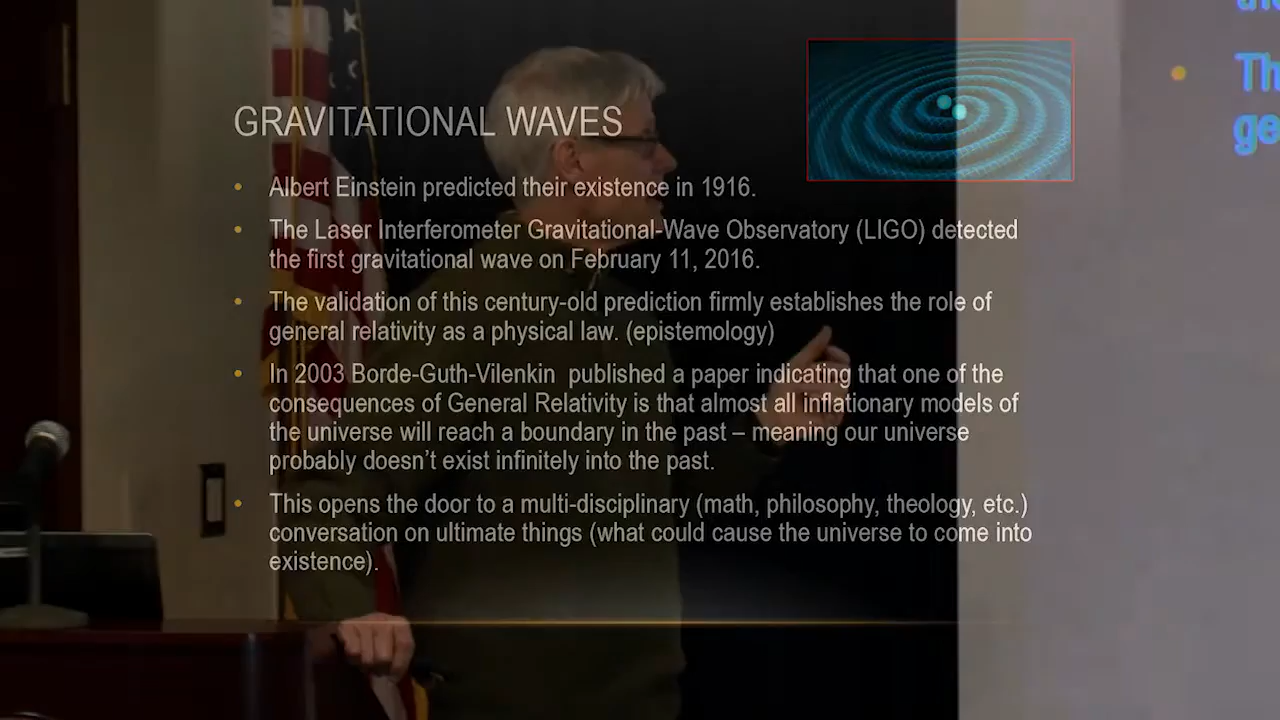 GRAVITATIONAL WAVES
• Albert Einstein predicted their existence in 1916.
• The Laser Interferometer Gravitational-Wave Observatory (LIGO) detected
the first gravitational wave on February 11, 2016.
• The validation of this century-old prediction firmly establishes the role of
general relativity as a physical law. (epistemology)
• In 2003 Borde-Guth-Vilenkin  published a paper indicating that one of the
consequences of General Relativity is that almost all inflationary models of
the universe will reach a boundary in the past – meaning our universe
probably doesn't exist infinitely into the past.
• This opens the door to a multi-disciplinary (math, philosophy, theology, etc.)
conversation on ultimate things (what could cause the universe to come into
existence).